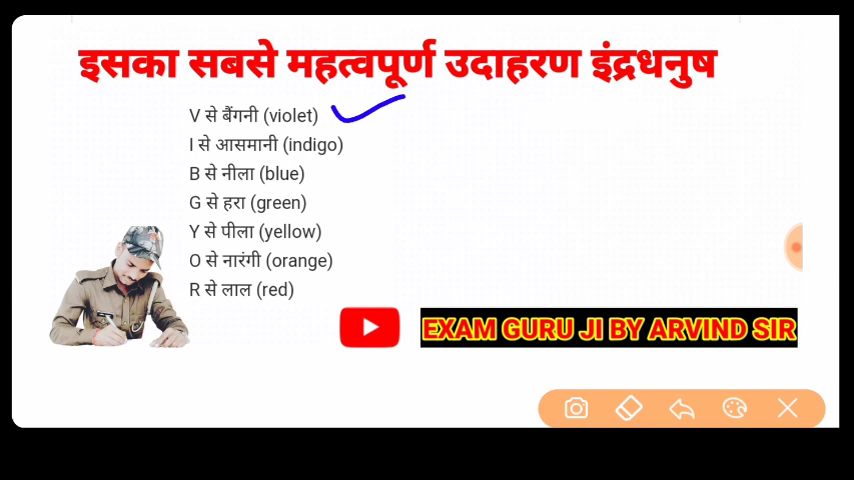 इसका सबसे महत्वपूर्ण उदाहरण इंद्रधनुष
V से बैंगनी (violet)
I से आसमानी (indigo)
B से नीला (blue)
G से हरा (green)
Y से पीला (yellow)
O से नारंगी (orange)
R से लाल (red)
EXAM GURU JI BY ARVIND SIR